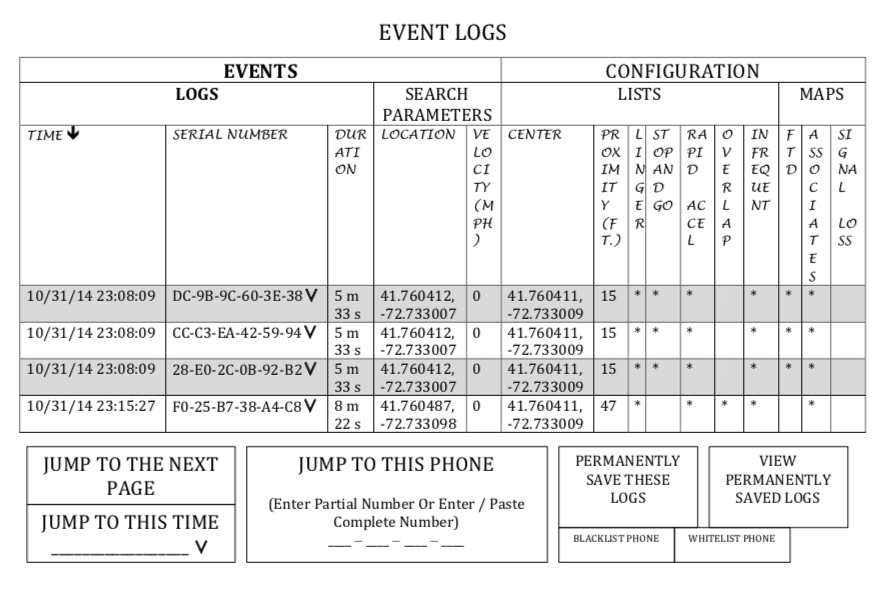 EVENT LOGS
EVENTS CONFIGURATION
LOGS SEARCH PARAMETERS LISTS MAPS
TIME🡻 SERIAL NUMBER DURATION LOCATION VELOCITY (MPH) CENTER PROXIMITY (FT.) LINGER STOP AND GO RAPID ACCEL OVERLAP INFREQUENT FTD ASSOCIATES SIGNAL LOSS
10/31/14 23:08:09 DC-9B-9C-60-3E-38 V 5 m 41.760412, 0 41.760411, 15 * * * * * *
33 s -72.733007 -72.733009
10/31/14 23:08:09 CC-C3-EA-42-59-94 V 5 m 41.760412, 0 41.760411, 15 * * * * * *
33 s -72.733007 -72.733009
10/31/14 23:08:09 28-E0-2C-0B-92-B2 V 5 m 41.760412, 0 41.760411, 15 * * * * * *
33 s -72.733007 -72.733009
10/31/14 23:15:27 F0-25-B7-38-A4-C8 V 8 m 41.760487, 0 41.760411, 47 * * * * *
22 s -72.733098 -72.733009
JUMP TO THE NEXT
PAGE
JUMP TO THIS TIME
__________________ V
JUMP TO THIS PHONE
(Enter Partial Number Or Enter / Paste
Complete Number)
___ – ___ – ___ – ___
PERMANENTLY
SAVE THESE
LOGS
VIEW
PERMANENTLY
SAVED LOGS
BLACKLIST PHONE WHITELIST PHONE